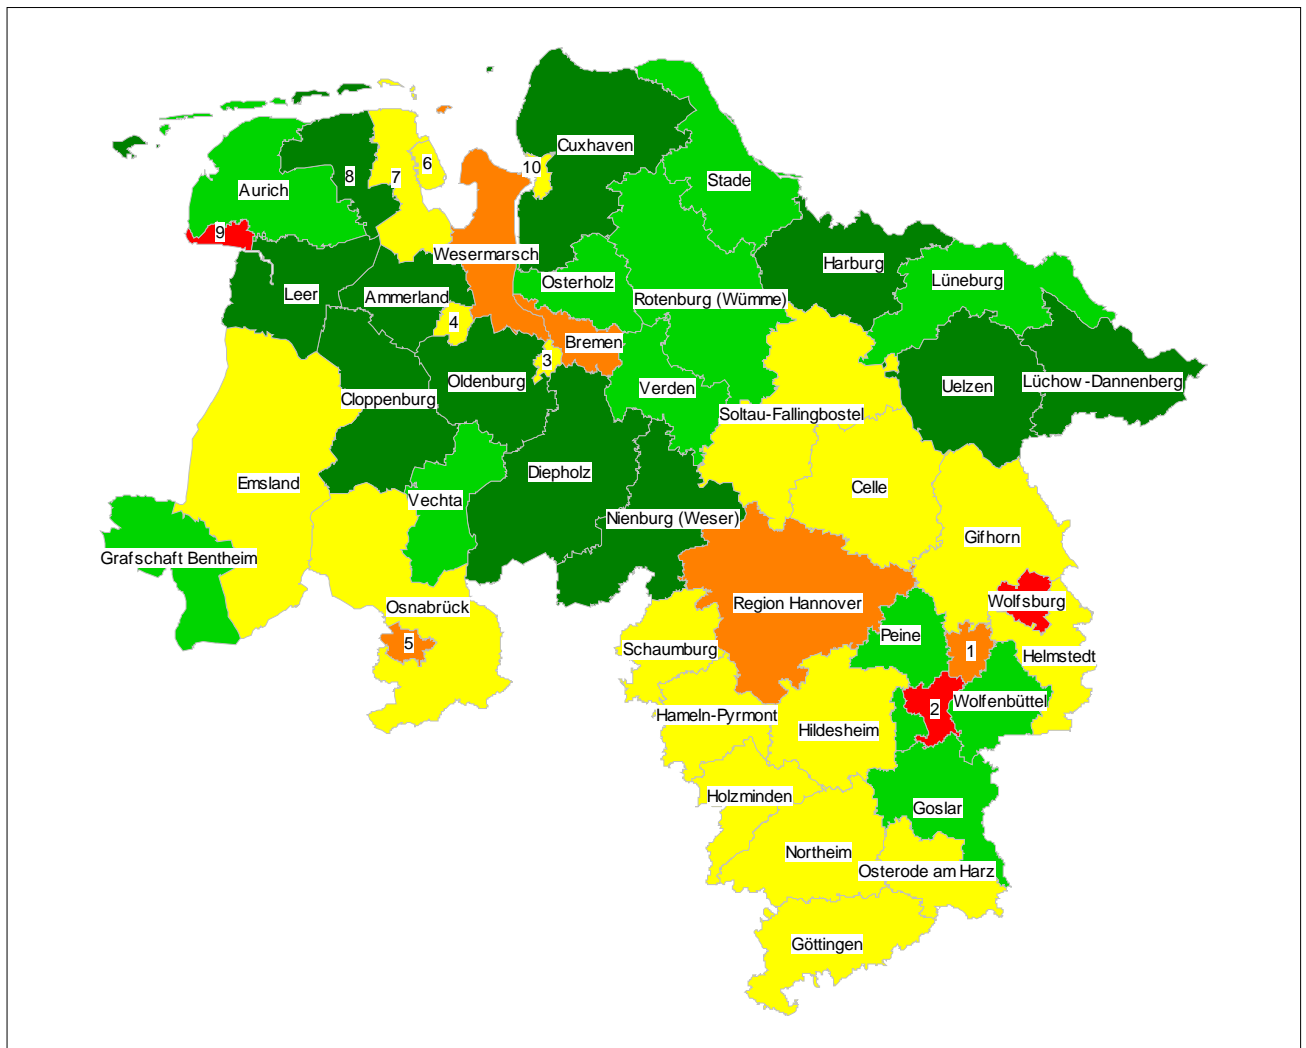 Cuxhaven
6
10
8
7
Stade
Aurich
9
Wesermarsch
Harburg
Osterholz
Lüneburg
Leer
Ammerland
Rotenburg (Wümme)
4
Bremen
3
Oldenburg
Uelzen
Lüchow-Dannenberg
Verden
Cloppenburg
Soltau-Fallingbostel
Diepholz
Emsland
Celle
Vechta
Nienburg (Weser)
Gifhorn
Grafschaft Bentheim
Region Hannover
Wolfsburg
Osnabrück
Peine
5
Schaumburg
1
Helmstedt
Wolfenbüttel
2
Hameln-Pyrmont
Hildesheim
Holzminden
Goslar
Northeim
Osterode am Harz
Göttingen